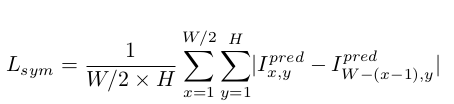 L_{sym} = \frac{1}{W/2 \times H} \sum_{x=1}^{W/2} \sum_{y=1}^{H} |I_{x,y}^{pred} - I_{W-(x-1),y}^{pred}|